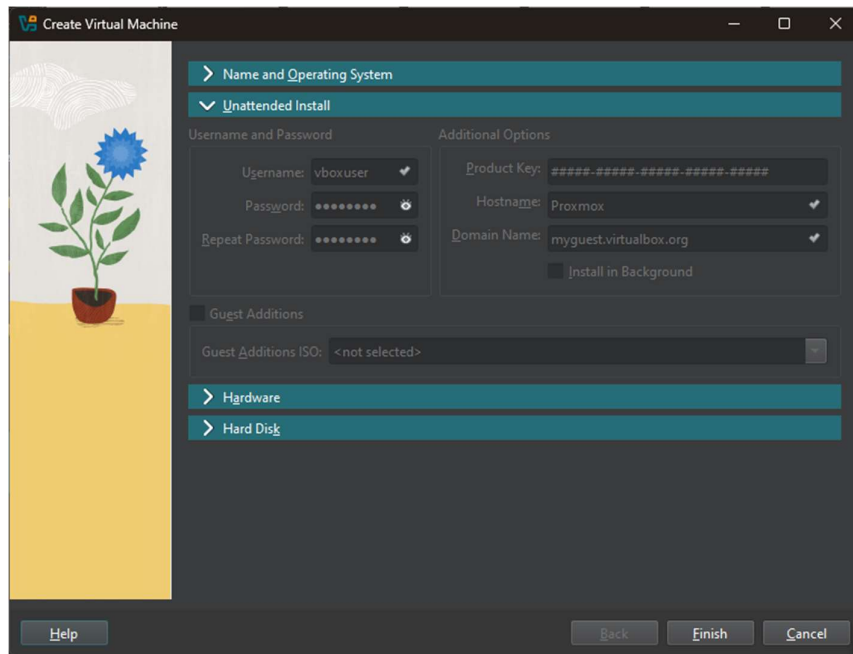 Create Virtual Machine
Name and Operating System
Unattended Install
Username and Password
Username: vboxuser
Password: ●●●●●●●●
Repeat Password: ●●●●●●●●
Additional Options
Product Key: #####-#####-#####-#####-#####
Hostname: Proxmox
Domain Name: myguest.virtualbox.org
Install in Background
Guest Additions
Guest Additions ISO: <not selected>
Hardware
Hard Disk
Help
Back
Finish
Cancel